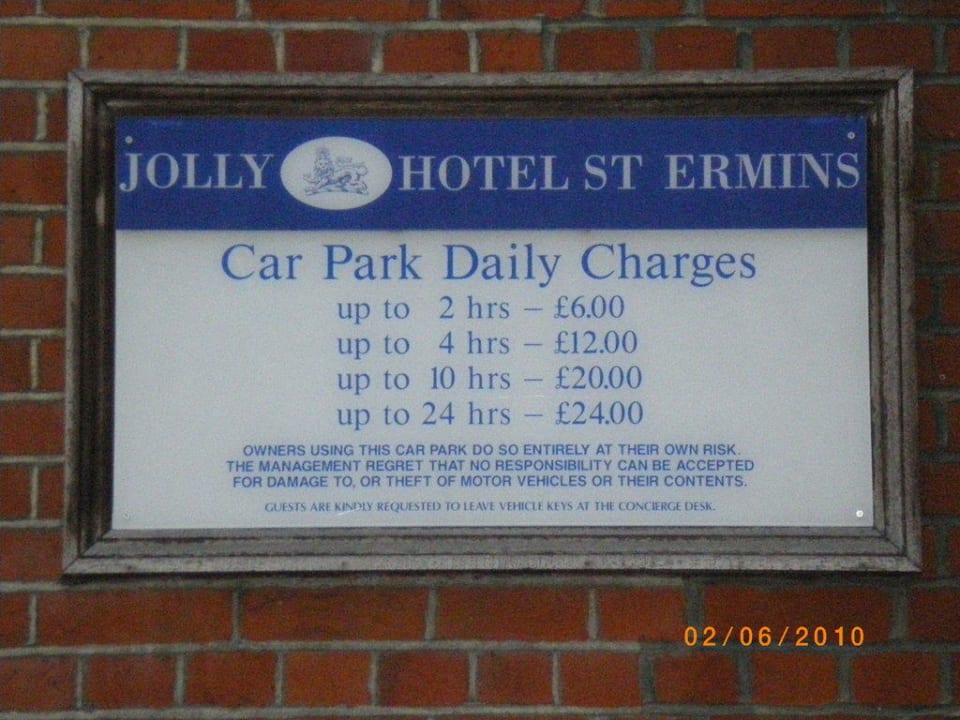 JOLLY HOTEL ST ERMINS
Car Park Daily Charges
up to 2 hrs – £6.00
up to 4 hrs – £12.00
up to 10 hrs – £20.00
up to 24 hrs – £24.00
OWNERS USING THIS CAR PARK DO SO ENTIRELY AT THEIR OWN RISK.
THE MANAGEMENT REGRET THAT NO RESPONSIBILITY CAN BE ACCEPTED
FOR DAMAGE TO, OR THEFT OF MOTOR VEHICLES OR THEIR CONTENTS.
GUESTS ARE KINDLY REQUESTED TO LEAVE VEHICLE KEYS AT THE CONCIERGE DESK.
02/06/2010